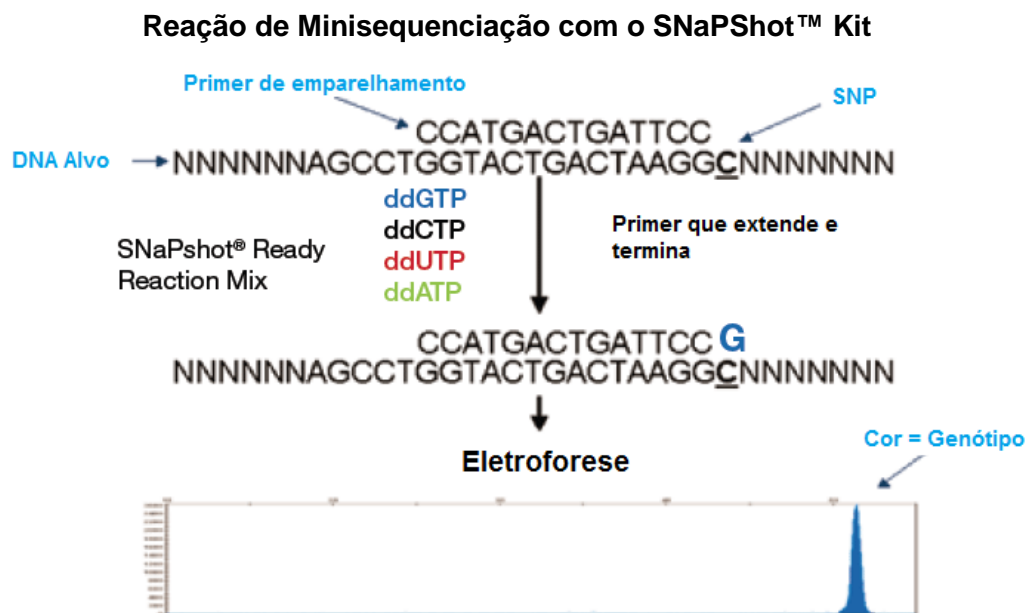 Reação de Minisequenciação com o SNaPShot™ Kit
Primer de emparelhamento
SNP
CCATGACTGATTCC
DNA Alvo
NNNNNNAGCCTGGTACTGACTAAGGCNNNNNNN
ddGTP
ddCTP
ddUTP
ddATP
SNaPshot® Ready
Reaction Mix
Primer que extende e
termina
CCATGACTGATTCC G
NNNNNNAGCCTGGTACTGACTAAGGCNNNNNNN
Eletroforese
Cor = Genótipo